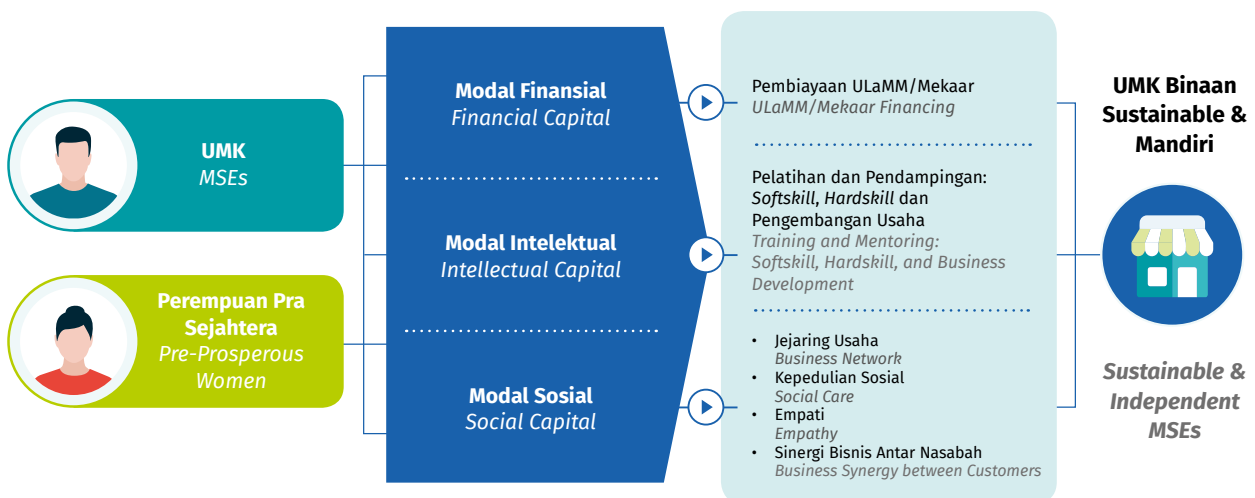 UMK
MSEs
Perempuan Pra
Sejahtera
Pre-Prosperous
Women
Modal Finansial
Financial Capital
Modal Intelektual
Intellectual Capital
Modal Sosial
Social Capital
Pembiayaan ULaMM/Mekaar
ULaMM/Mekaar Financing
Pelatihan dan Pendampingan:
Softskill, Hardskill dan
Pengembangan Usaha
Training and Mentoring:
Softskill, Hardskill, and Business
Development
• Jejaring Usaha
Business Network
• Kepedulian Sosial
Social Care
• Empati
Empathy
• Sinergi Bisnis Antar Nasabah
Business Synergy between Customers
UMK Binaan
Sustainable &
Mandiri
Sustainable &
Independent
MSEs